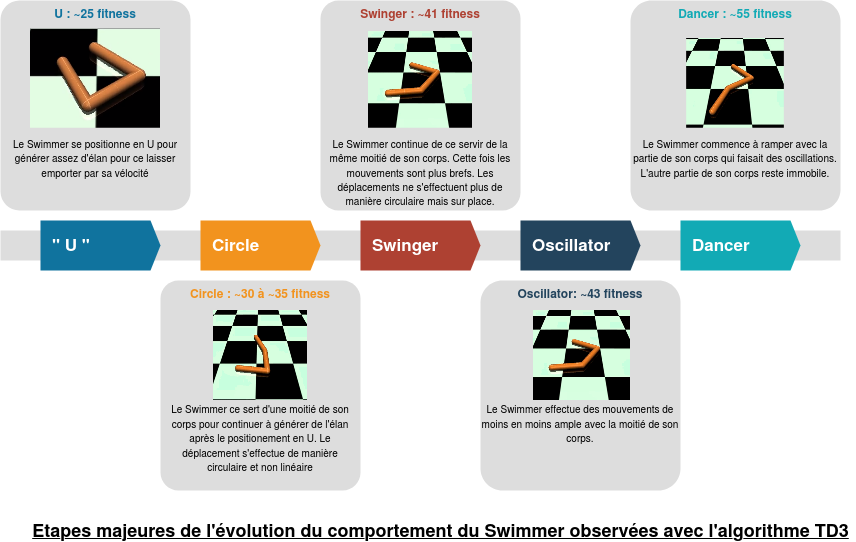 U : ~25 fitness
Le Swimmer se positionne en U pour
générer assez d'élan pour ce laisser
emporter par sa vélocité
Swinger : ~41 fitness
Le Swimmer continue de ce servir de la
même moitié de son corps. Cette fois les
mouvements sont plus brefs. Les
déplacements ne s'effectuent plus de
manière circulaire mais sur place.
Dancer : ~55 fitness
Le Swimmer commence à ramper avec la
partie de son corps qui faisait des oscillations.
L'autre partie de son corps reste immobile.
" U "
Circle
Swinger
Oscillator
Dancer
Circle : ~30 à ~35 fitness
Le Swimmer ce sert d'une moitié de son
corps pour continuer à générer de l'élan
après le positionement en U. Le
déplacement s'effectue de manière
circulaire et non linéaire
Oscillator: ~43 fitness
Le Swimmer effectue des mouvements de
moins en moins ample avec la moitié de son
corps.
Etapes majeures de l'évolution du comportement du Swimmer observées avec l'algorithme TD3